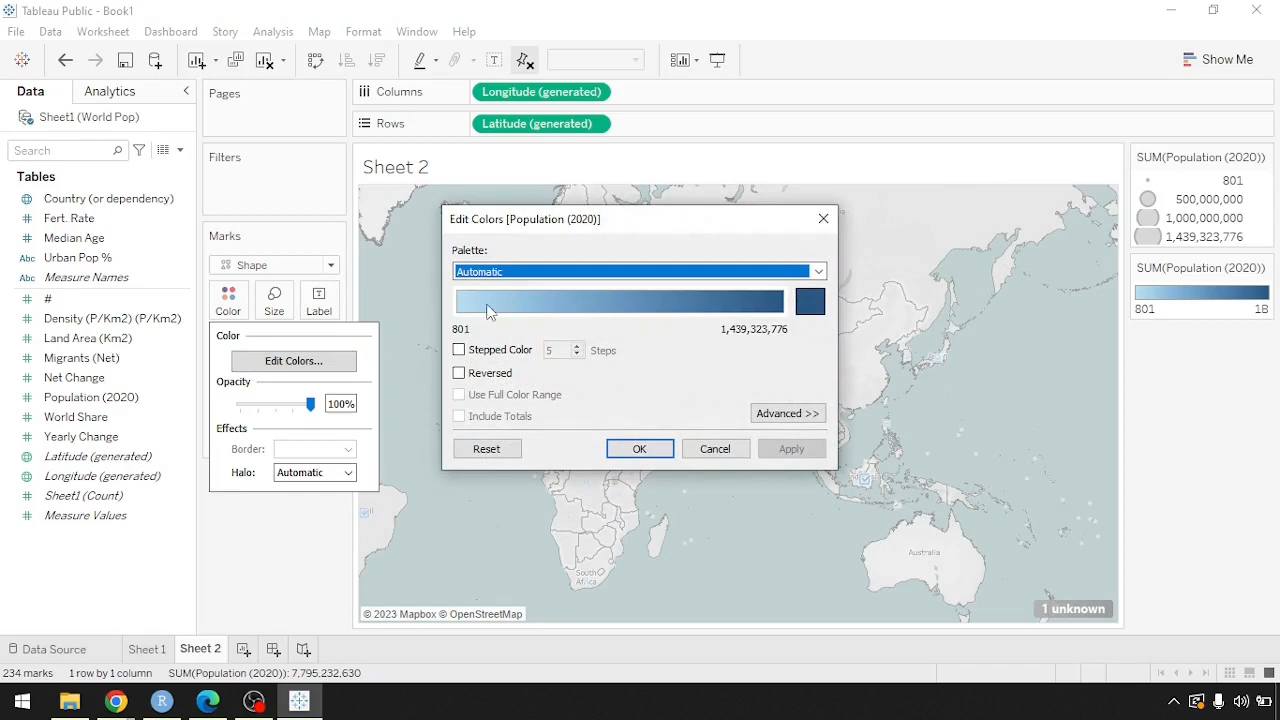 Tableau Public - Book1
File Data Worksheet Dashboard Story Analysis Map Format Window Help
Show Me
Data Analytics
Sheet1 (World Pop)
Search
Tables
Country (or dependency)
Fert. Rate
Median Age
Abc Urban Pop %
Abc Measure Names
#
Density (P/Km2) (P/Km2)
Land Area (Km2)
Migrants (Net)
Net Change
Population (2020)
World Share
Yearly Change
Latitude (generated)
Longitude (generated)
Sheet1 (Count)
Measure Values
Pages
Filters
Marks
Shape
Color Size Label
Color
Edit Colors...
Opacity
100%
Effects
Border:
Halo: Automatic
Columns Longitude (generated)
Rows Latitude (generated)
Sheet 2
Edit Colors [Population (2020)]
Palette:
Automatic
801 1,439,323,776
Stepped Color 5 Steps
Reversed
Use Full Color Range
Include Totals
Advanced >>
Reset OK Cancel Apply
South
Africa
Australia
© 2023 Mapbox © OpenStreetMap
1 unknown
SUM(Population (2020))
801
500,000,000
1,000,000,000
1,439,323,776
SUM(Population (2020))
801 1B
Data Source Sheet 1 Sheet 2
234 marks 1 row by 1 column SUM(Population (2020)): 7,795,232,630